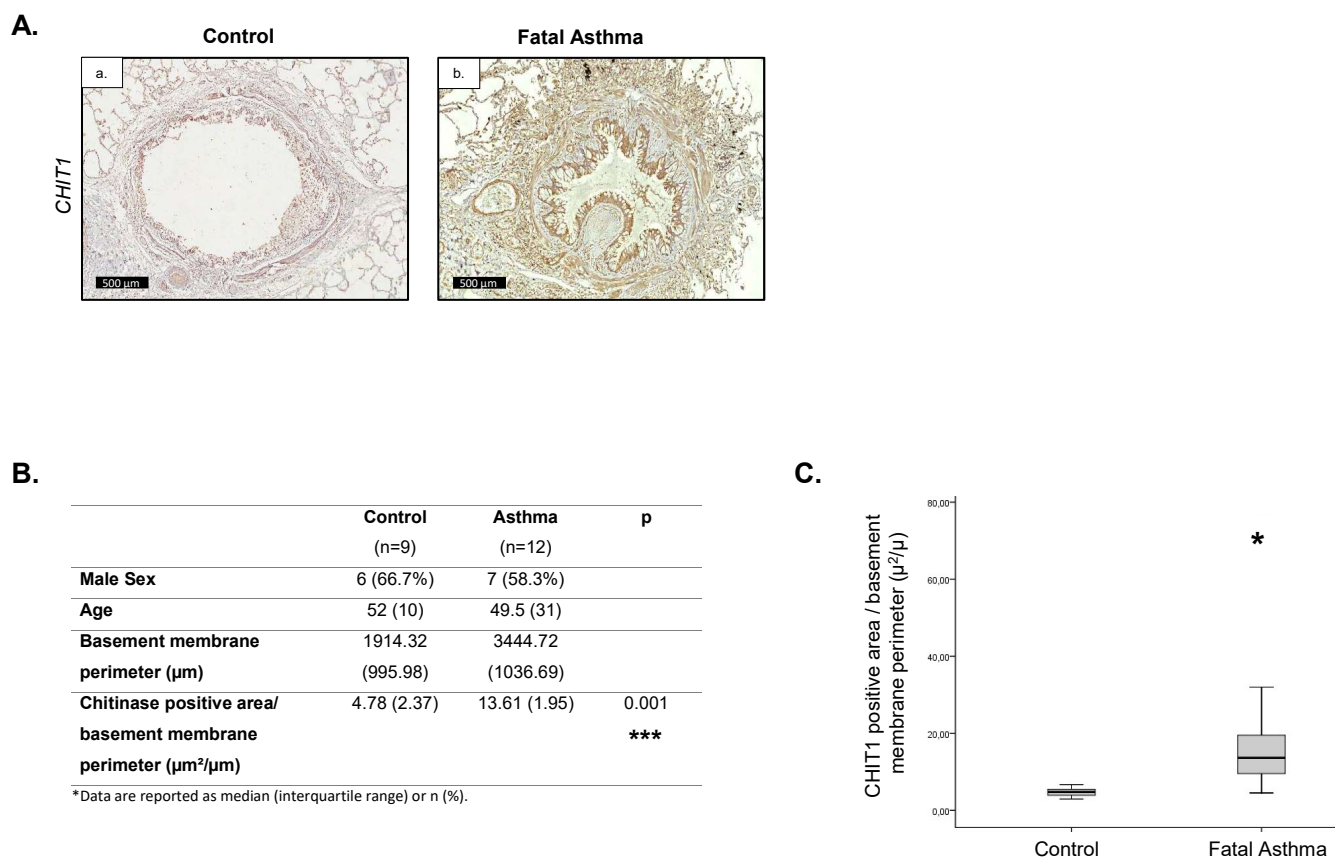 A.
Control
Fatal Asthma
a.
b.
CHIT1
500 µm
500 µm
B.
Control Asthma p
(n=9) (n=12)
Male Sex 6 (66.7%) 7 (58.3%)
Age 52 (10) 49.5 (31)
Basement membrane 1914.32 3444.72
perimeter (µm) (995.98) (1036.69)
Chitinase positive area/ 4.78 (2.37) 13.61 (1.95) 0.001
basement membrane ***
perimeter (µm²/µm)
*Data are reported as median (interquartile range) or n (%).
C.
CHIT1 positive area / basement
membrane perimeter (µ²/µ)
80,00
60,00
40,00
20,00
0,00
*
Control
Fatal Asthma